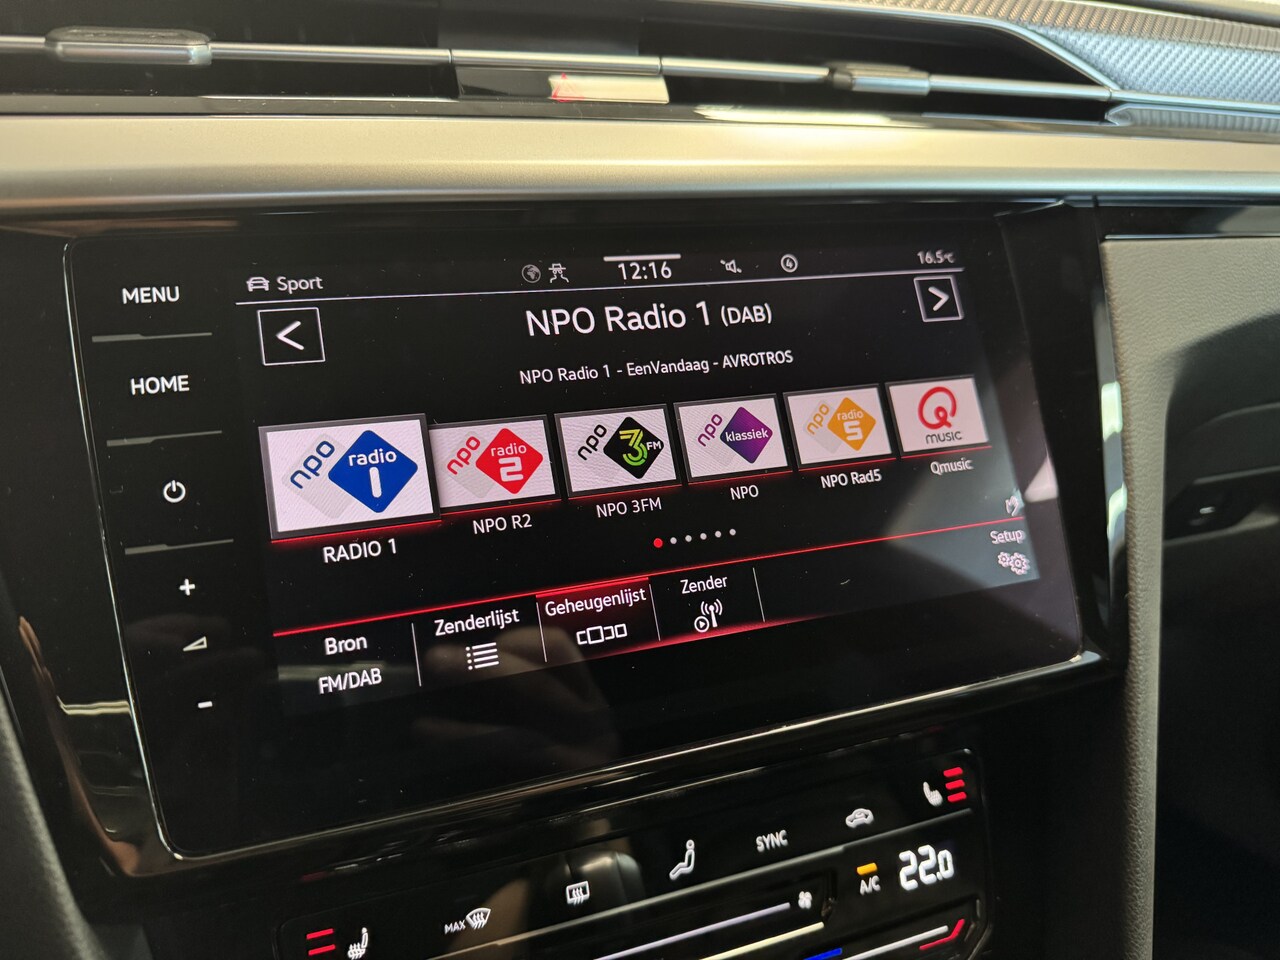 MENU
HOME
Sport
12:16
4
16.5°C
NPO Radio 1 (DAB)
NPO Radio 1 - EenVandaag - AVROTROS
npo radio 1
npo radio 2
npo 3FM
npo klassiek
npo radio 5
Q music
RADIO 1
NPO R2
NPO 3FM
NPO
NPO Rad5
Qmusic
Setup
Bron
FM/DAB
Zenderlijst
Geheugenlijst
Zender
MAX
SYNC
A/C
22.0